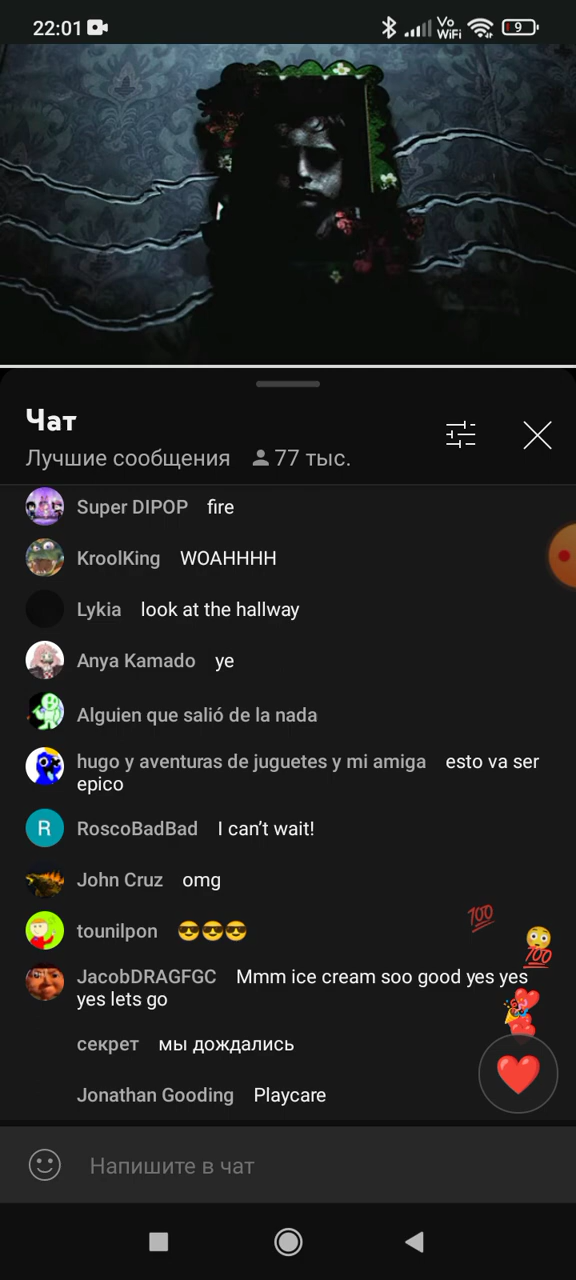 22:01
Vo
WiFi
9
Чат
Лучшие сообщения 77 тыс.
Super DIPOP fire
KroolKing WOAHHHH
Lykia look at the hallway
Anya Kamado ye
Alguien que salió de la nada
hugo y aventuras de juguetes y mi amiga esto va ser
epico
R RoscoBadBad I can't wait!
John Cruz omg
tounilpon 😎😎😎
💯
💯
JacobDRAGFGC Mmm ice cream soo good yes yes
yes lets go
секрет мы дождались
Jonathan Gooding Playcare
Напишите в чат